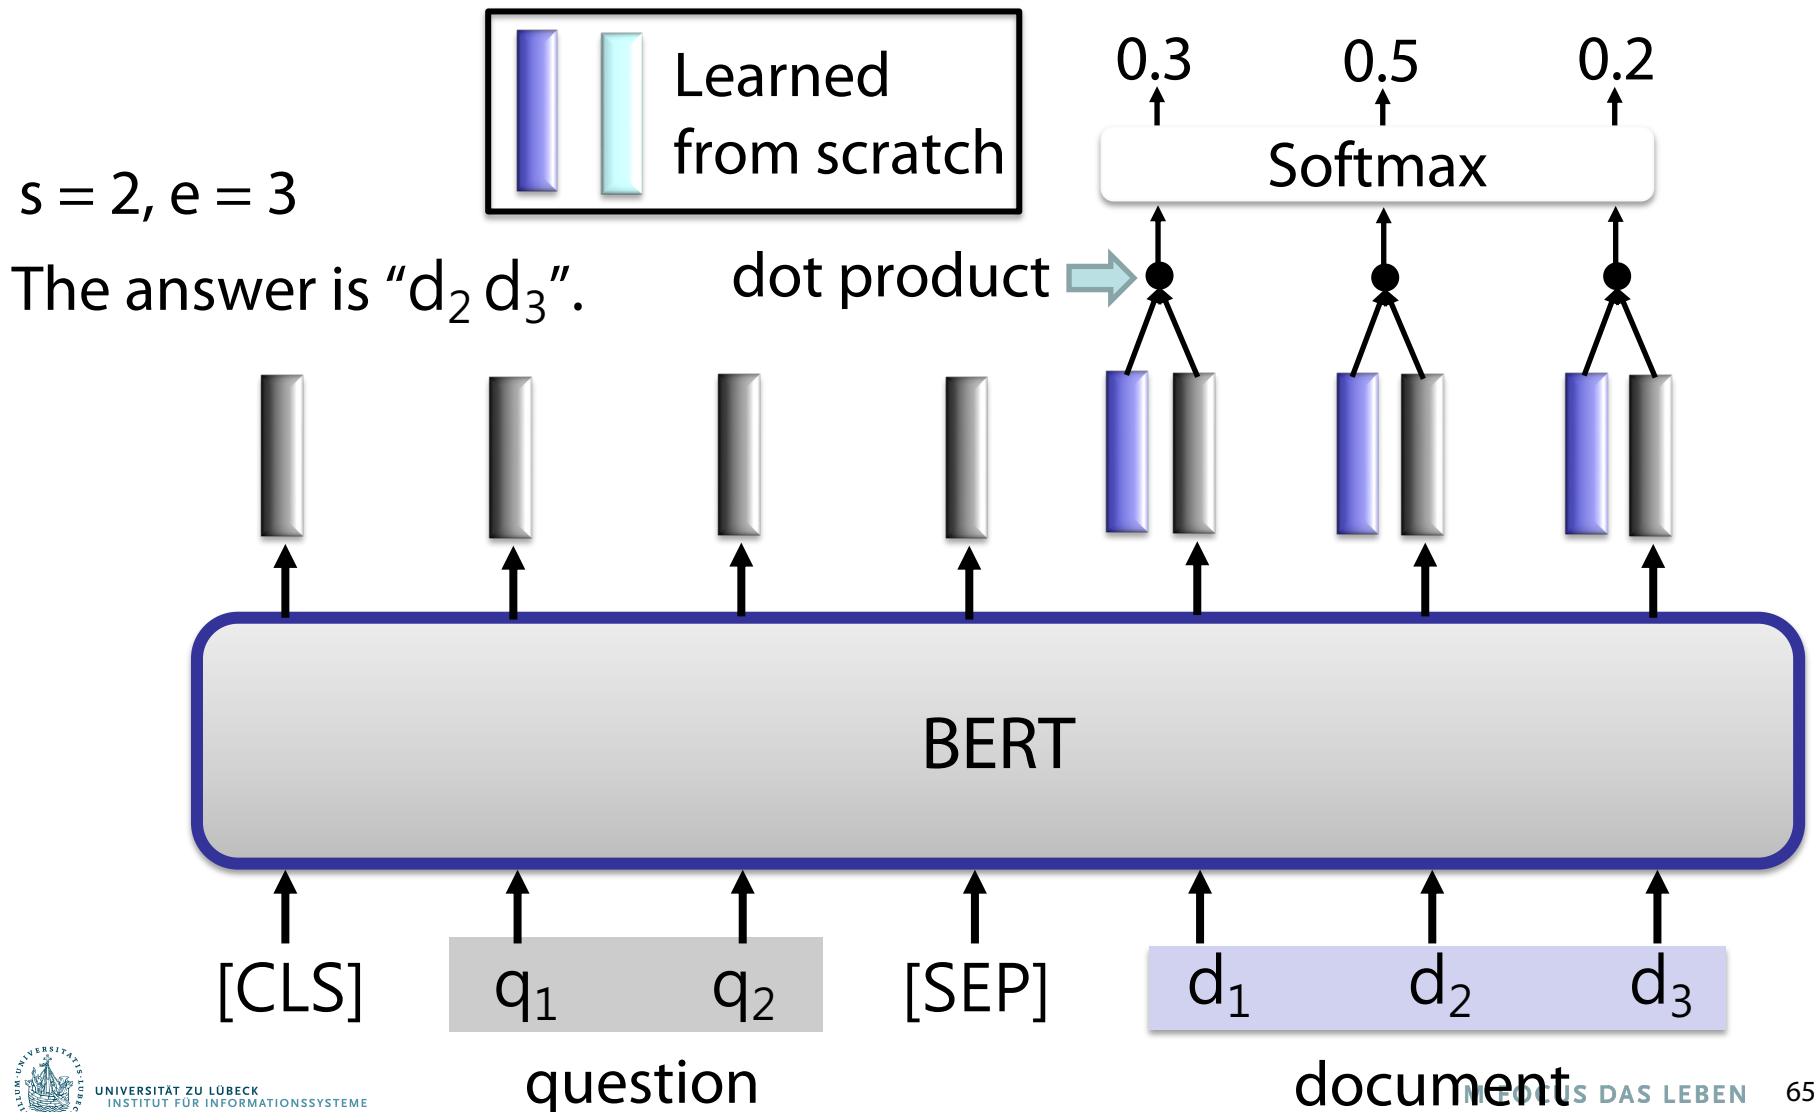 Learned
from scratch
0.3 0.5 0.2
Softmax
s = 2, e = 3
The answer is “d₂ d₃”.
dot product
BERT
[CLS] q₁ q₂ [SEP] d₁ d₂ d₃
question document
UNIVERSITÄT ZU LÜBECK
INSTITUT FÜR INFORMATIONSSYSTEME
FOCUS DAS LEBEN 65